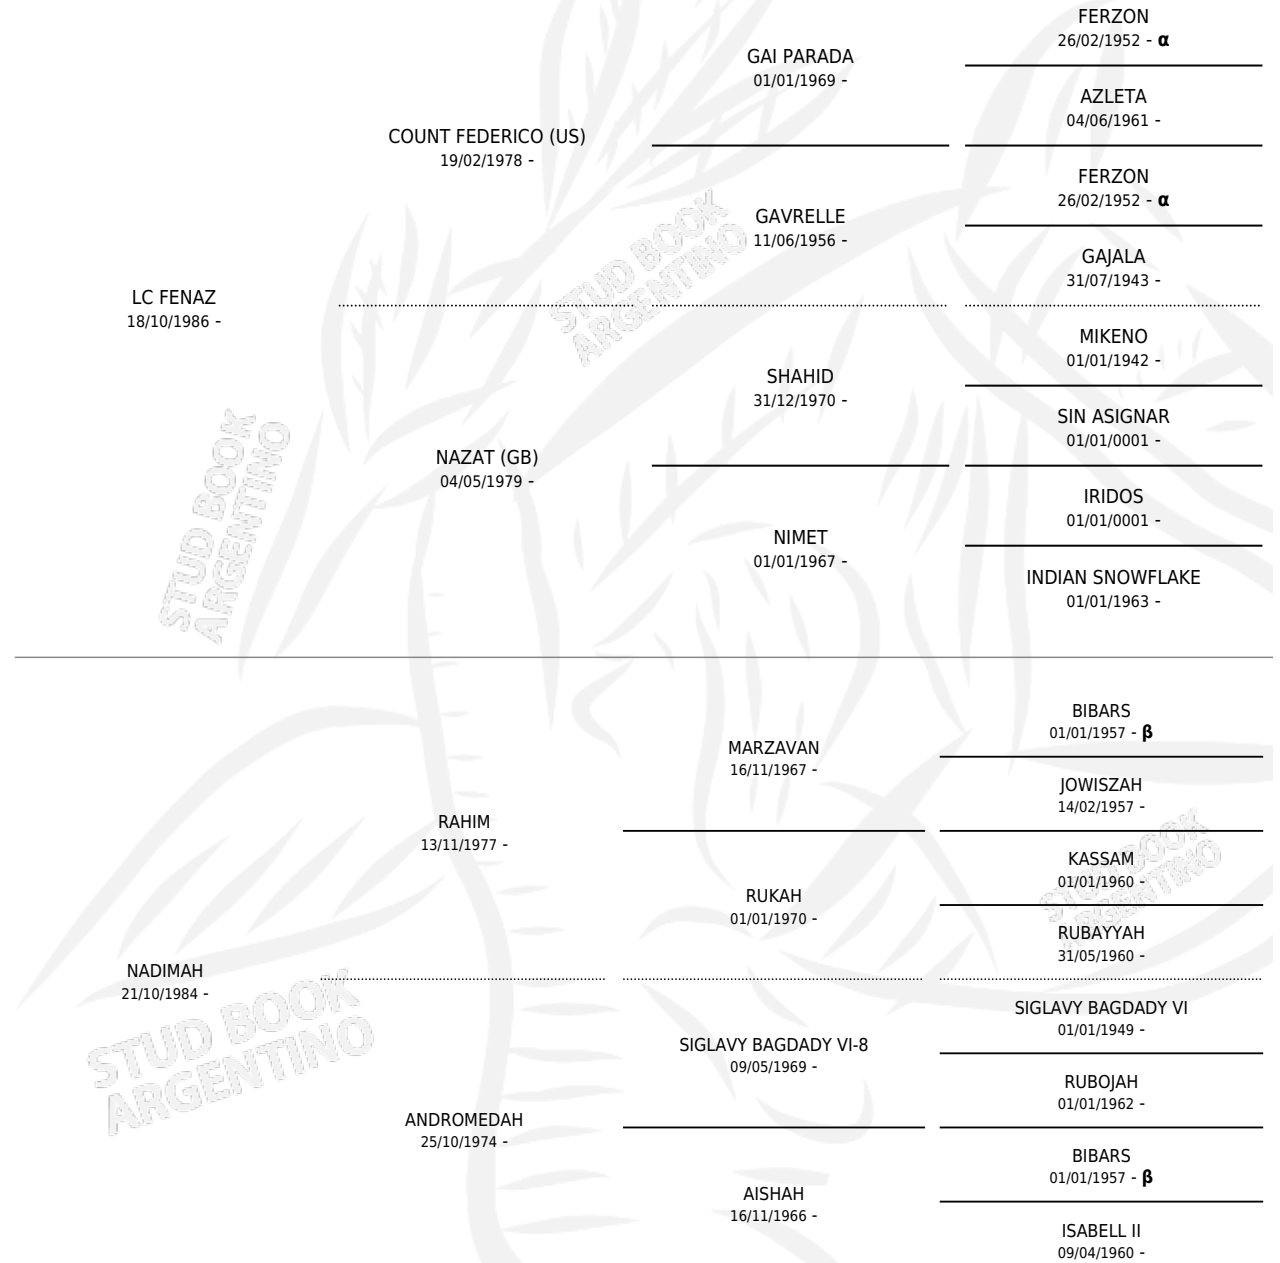 FERZON
26/02/1952 - α
GAI PARADA
01/01/1969 -
AZLETA
04/06/1961 -
COUNT FEDERICO (US)
19/02/1978 -
FERZON
26/02/1952 - α
GAVRELLE
11/06/1956 -
GAJALA
31/07/1943 -
LC FENAZ
18/10/1986 -
MIKENO
01/01/1942 -
SHAHID
31/12/1970 -
SIN ASIGNAR
01/01/0001 -
NAZAT (GB)
04/05/1979 -
IRIDOS
01/01/0001 -
NIMET
01/01/1967 -
INDIAN SNOWFLAKE
01/01/1963 -
BIBARS
01/01/1957 - β
MARZAVAN
16/11/1967 -
JOWISZAH
14/02/1957 -
RAHIM
13/11/1977 -
KASSAM
01/01/1960 -
RUKAH
01/01/1970 -
RUBAYYAH
31/05/1960 -
NADIMAH
21/10/1984 -
SIGLAVY BAGDADY VI
01/01/1949 -
SIGLAVY BAGDADY VI-8
09/05/1969 -
RUBOJAH
01/01/1962 -
ANDROMEDAH
25/10/1974 -
BIBARS
01/01/1957 - β
AISHAH
16/11/1966 -
ISABELL II
09/04/1960 -
STUD BOOK
ARGENTINO
STUD BOOK
ARGENTINO
STUD BOOK
ARGENTINO
STUD BOOK
ARGENTINO